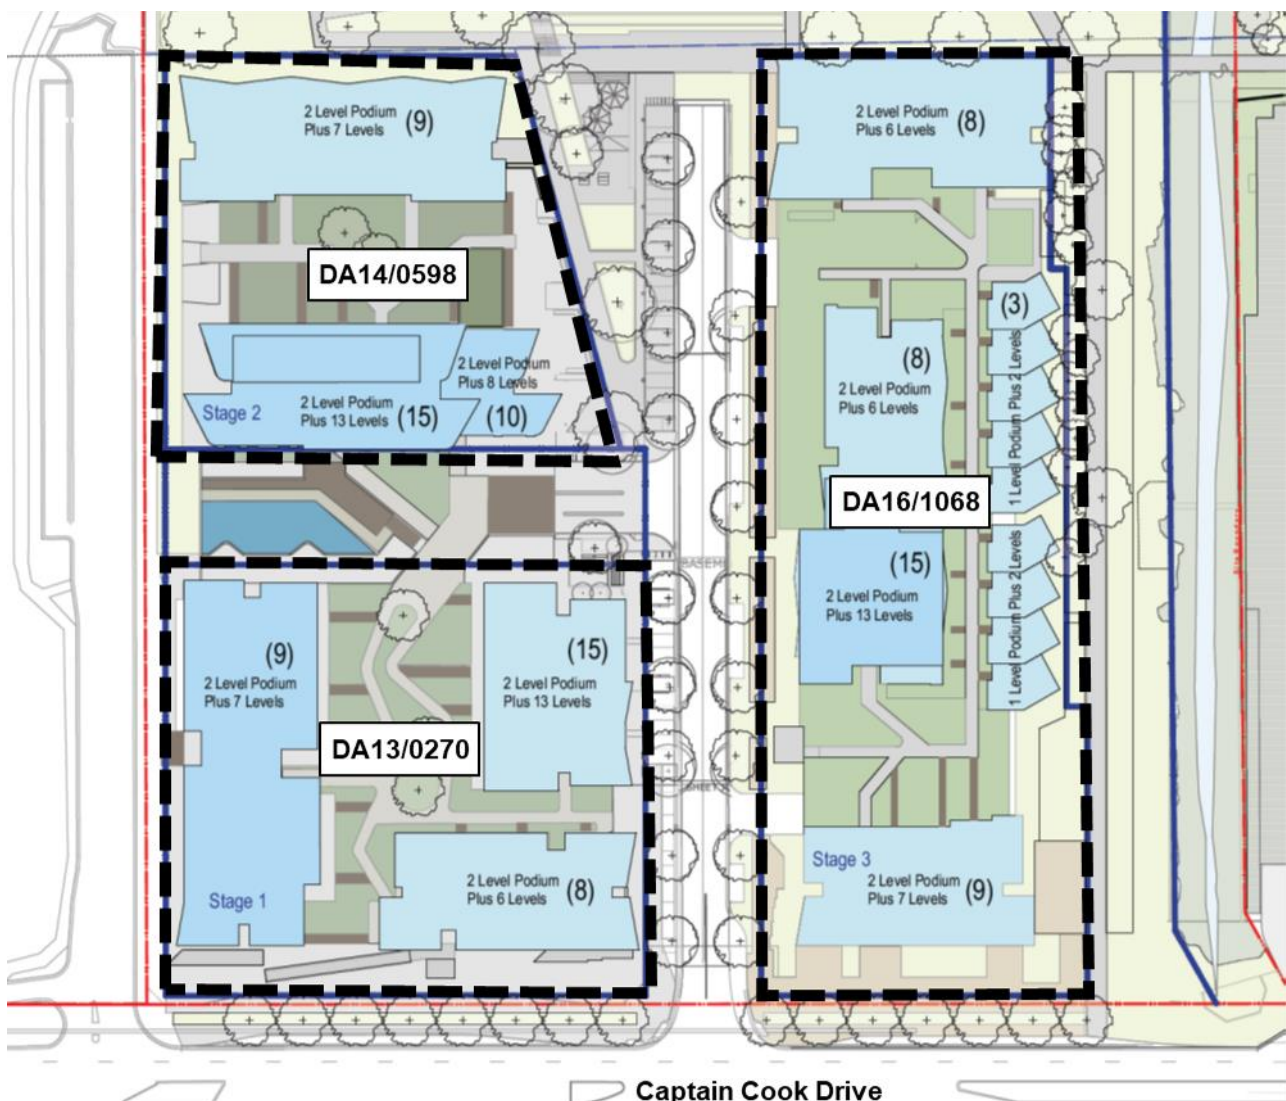 2 Level Podium
Plus 7 Levels (9)
DA14/0598
2 Level Podium
Plus 8 Levels
(10)
Stage 2
2 Level Podium
Plus 13 Levels (15)
(9)
2 Level Podium
Plus 7 Levels
(15)
2 Level Podium
Plus 13 Levels
DA13/0270
Stage 1
2 Level Podium
Plus 6 Levels (8)
2 Level Podium
Plus 6 Levels (8)
(3)
1 Level Podium Plus 2 Levels
(8)
2 Level Podium
Plus 6 Levels
DA16/1068
(15)
2 Level Podium
Plus 13 Levels
1 Level Podium Plus 2 Levels
Stage 3
2 Level Podium
Plus 7 Levels (9)
BASEM
SHEET
Captain Cook Drive